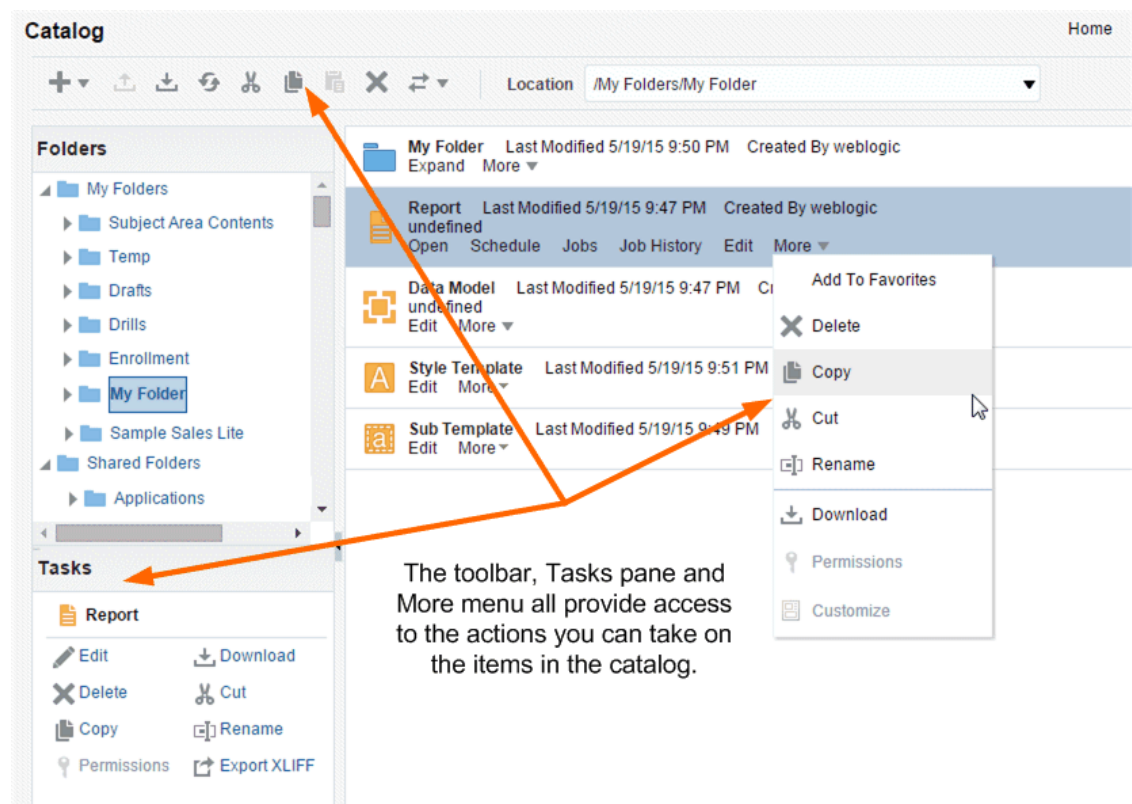 Catalog
Home
Location /My Folders/My Folder
Folders
My Folders
Subject Area Contents
Temp
Drafts
Drills
Enrollment
My Folder
Sample Sales Lite
Shared Folders
Applications
My Folder Last Modified 5/19/15 9:50 PM Created By weblogic
Expand More
Report Last Modified 5/19/15 9:47 PM Created By weblogic
undefined
Open Schedule Jobs Job History Edit More
Data Model Last Modified 5/19/15 9:47 PM
undefined
Edit More
Style Template Last Modified 5/19/15 9:51 PM
Edit More
Sub Template Last Modified 5/19/15 9:49 PM
Edit More
Add To Favorites
Delete
Copy
Cut
Rename
Download
Permissions
Customize
Tasks
Report
Edit Download
Delete Cut
Copy Rename
Permissions Export XLIFF
The toolbar, Tasks pane and
More menu all provide access
to the actions you can take on
the items in the catalog.